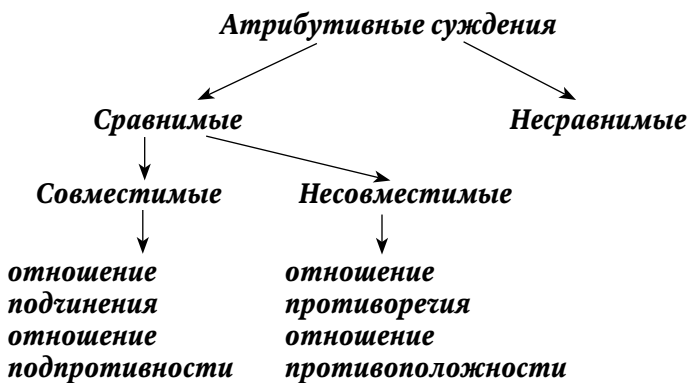 Атрибутивные суждения
Сравнимые
Несравнимые
Совместимые
Несовместимые
отношение
подчинения
отношение
подпротивности
отношение
противоречия
отношение
противоположности